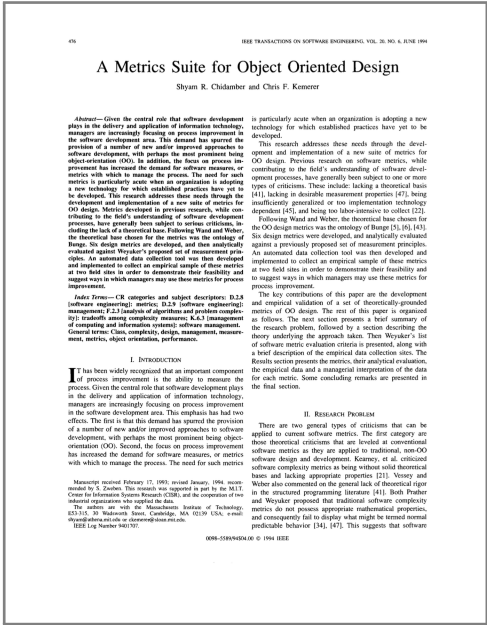 476
IEEE TRANSACTIONS ON SOFTWARE ENGINEERING, VOL. 20, NO. 6, JUNE 1994
A Metrics Suite for Object Oriented Design
Shyam R. Chidamber and Chris F. Kemerer
Abstract—Given the central role that software development
plays in the delivery and application of information technology,
managers are increasingly focusing on process improvement in
the software development area. This demand has spurred the
provision of a number of new and/or improved approaches to
software development, with perhaps the most prominent being
object-orientation (OO). In addition, the focus on process im-
provement has increased the demand for software measures, or
metrics with which to manage the process. The need for such
metrics is particularly acute when an organization is adopting
a new technology for which established practices have yet to
be developed. This research addresses these needs through the
development and implementation of a new suite of metrics for
OO design. Metrics developed in previous research, while con-
tributing to the field's understanding of software development
processes, have generally been subject to serious criticisms, in-
cluding the lack of a theoretical base. Following Wand and Weber,
the theoretical base chosen for the metrics was the ontology of
Bunge. Six design metrics are developed, and then analytically
evaluated against Weyuker's proposed set of measurement prin-
ciples. An automated data collection tool was then developed
and implemented to collect an empirical sample of these metrics
at two field sites in order to demonstrate their feasibility and
suggest ways in which managers may use these metrics for process
improvement.
Index Terms—CR categories and subject descriptors: D.2.8
[software engineering]: metrics; D.2.9 [software engineering]:
management; F.2.3 [analysis of algorithms and problem complex-
ity]: tradeoffs among complexity measures; K.6.3 [management
of computing and information systems]: software management.
General terms: Class, complexity, design, management, measure-
ment, metrics, object orientation, performance.
I. INTRODUCTION
IT has been widely recognized that an important component
of process improvement is the ability to measure the
process. Given the central role that software development plays
in the delivery and application of information technology,
managers are increasingly focusing on process improvement
in the software development area. This emphasis has had two
effects. The first is that this demand has spurred the provision
of a number of new and/or improved approaches to software
development, with perhaps the most prominent being object-
orientation (OO). Second, the focus on process improvement
has increased the demand for software measures, or metrics
with which to manage the process. The need for such metrics
Manuscript received February 17, 1993; revised January, 1994. recom-
mended by S. Zweben. This research was supported in part by the M.I.T.
Center for Information Systems Research (CISR), and the cooperation of two
industrial organizations who supplied the data.
The authors are with the Massachusetts Institute of Technology,
E53-315, 30 Wadsworth Street, Cambridge, MA 02139 USA; e-mail:
shyam@athena.mit.edu or ckemerer@sloan.mit.edu.
IEEE Log Number 9401707.
is particularly acute when an organization is adopting a new
technology for which established practices have yet to be
developed.
This research addresses these needs through the devel-
opment and implementation of a new suite of metrics for
OO design. Previous research on software metrics, while
contributing to the field's understanding of software devel-
opment processes, have generally been subject to one or more
types of criticisms. These include: lacking a theoretical basis
[41], lacking in desirable measurement properties [47], being
insufficiently generalized or too implementation technology
dependent [45], and being too labor-intensive to collect [22].
Following Wand and Weber, the theoretical base chosen for
the OO design metrics was the ontology of Bunge [5], [6], [43].
Six design metrics were developed, and analytically evaluated
against a previously proposed set of measurement principles.
An automated data collection tool was then developed and
implemented to collect an empirical sample of these metrics at
two field sites in order to demonstrate their feasibility and
to suggest ways in which managers may use these metrics for
process improvement.
The key contributions of this paper are the development
and empirical validation of a set of theoretically-grounded
metrics of OO design. The rest of this paper is organized
as follows. The next section presents a brief summary of
the research problem, followed by a section describing the
theory underlying the approach taken. Then Weyuker's list
of software metric evaluation criteria is presented, along with
a brief description of the empirical data collection sites. The
Results section presents the metrics, their analytical evaluation,
the empirical data and a managerial interpretation of the data
for each metric. Some concluding remarks are presented in
the final section.
II. RESEARCH PROBLEM
There are two general types of criticisms that can be
applied to current software metrics. The first category are
those theoretical criticisms that are leveled at conventional
software metrics as they are applied to traditional, non-OO
software design and development. Kearney, et al. criticized
software complexity metrics as being without solid theoretical
bases and lacking appropriate properties [21]. Vessey and
Weber also commented on the general lack of theoretical rigor
in the structured programming literature [41]. Both Prather
and Weyuker proposed that traditional software complexity
metrics do not possess appropriate mathematical properties,
and consequently fail to display what might be termed normal
predictable behavior [34], [47]. This suggests that software
0098-5589/94$04.00 © 1994 IEEE